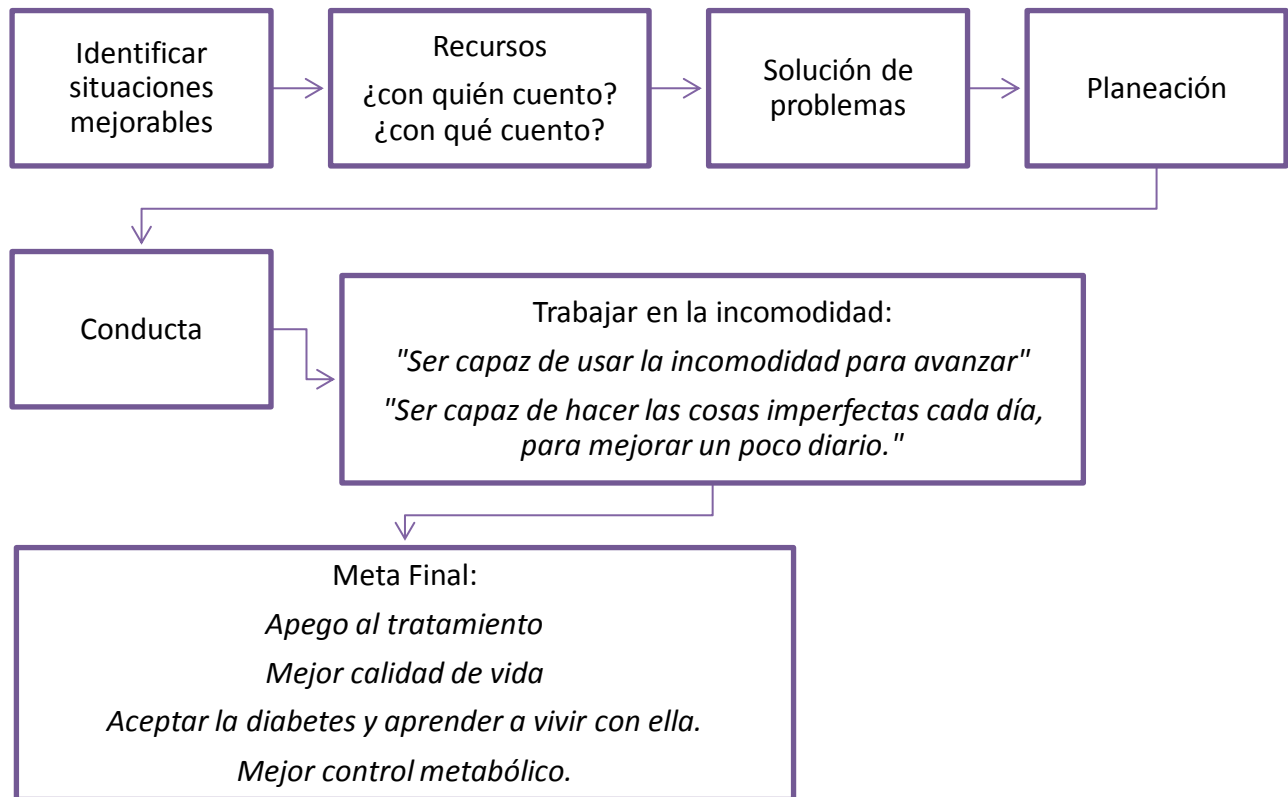 Identificar
situaciones
mejorables
Recursos
¿con quién cuento?
¿con qué cuento?
Solución de
problemas
Planeación
Conducta
Trabajar en la incomodidad:
"Ser capaz de usar la incomodidad para avanzar"
"Ser capaz de hacer las cosas imperfectas cada día,
para mejorar un poco diario."
Meta Final:
Apego al tratamiento
Mejor calidad de vida
Aceptar la diabetes y aprender a vivir con ella.
Mejor control metabólico.